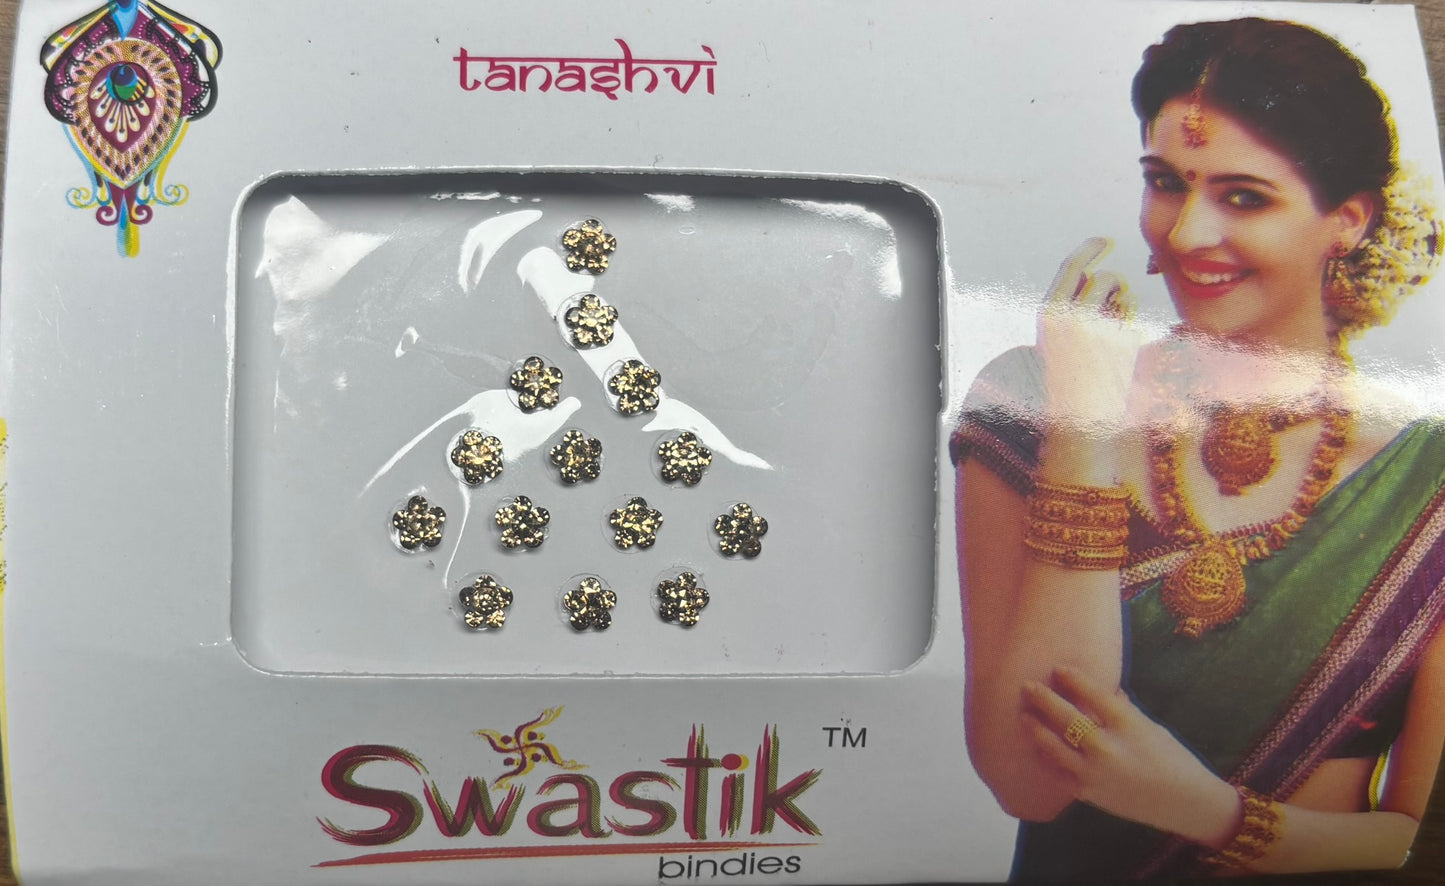 tanashvi
Swastik TM
bindies